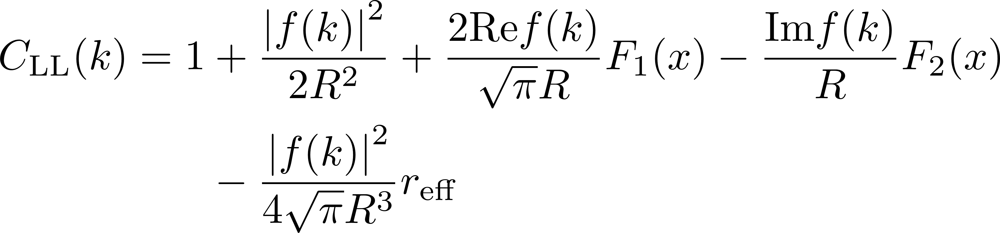 C_{\mathrm{LL}}(k) = 1 + \frac{|f(k)|^2}{2R^2} + \frac{2\mathrm{Re}f(k)}{\sqrt{\pi}R}F_1(x) - \frac{\mathrm{Im}f(k)}{R}F_2(x)
- \frac{|f(k)|^2}{4\sqrt{\pi}R^3}r_{\mathrm{eff}}